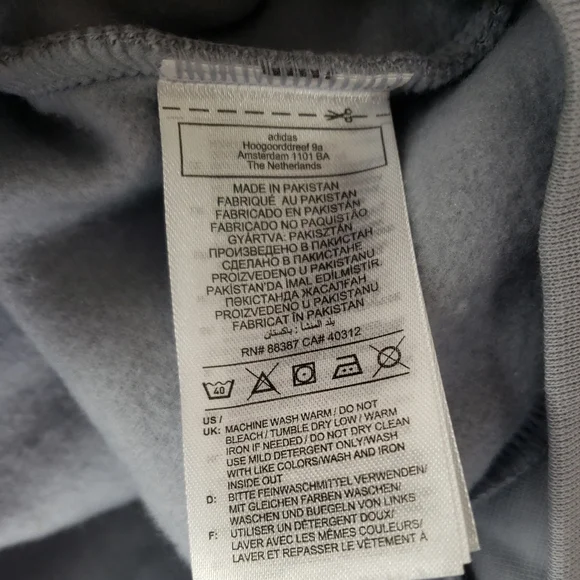 adidas
Hoogoorddreef 9a
Amsterdam 1101 BA
The Netherlands
MADE IN PAKISTAN
FABRIQUÉ AU PAKISTAN
FABRICADO EN PAKISTÁN
FABRICADO NO PAQUISTÃO
GYÁRTVA: PAKISZTÁN
ПРОИЗВЕДЕНО В ПАКИСТАН
СДЕЛАНО В ПАКИСТАНЕ
PROIZVEDENO U PAKISTANU
PAKİSTAN'DA İMAL EDİLMİŞTİR
ПӘКІСТАНДА ЖАСАЛҒАН
PROIZVEDENO U PAKISTANU
FABRICAT ÎN PAKISTAN
بلد المنشأ : باكستان
RN# 88387 CA# 40312
40
US /
UK: MACHINE WASH WARM / DO NOT
BLEACH / TUMBLE DRY LOW / WARM
IRON IF NEEDED / DO NOT DRY CLEAN
USE MILD DETERGENT ONLY/WASH
WITH LIKE COLORS/WASH AND IRON
INSIDE OUT
D: BITTE FEINWASCHMITTEL VERWENDEN/
MIT GLEICHEN FARBEN WASCHEN/
WASCHEN UND BUEGELN VON LINKS
F: UTILISER UN DÉTERGENT DOUX/
LAVER AVEC LES MÊMES COULEURS/
LAVER ET REPASSER LE VÊTEMENT À